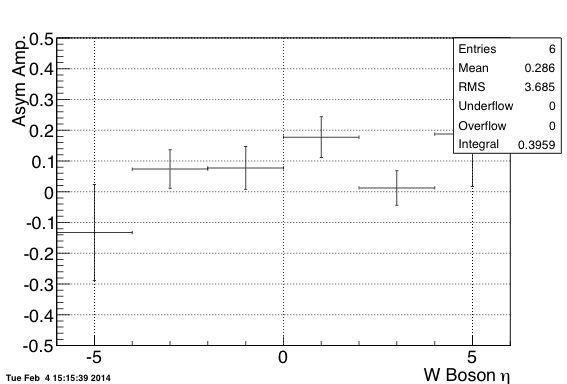 Asym Amp.
0.5
0.4
0.3
0.2
0.1
0
-0.1
-0.2
-0.3
-0.4
-0.5
Entries 6
Mean 0.286
RMS 3.685
Underflow 0
Overflow 0
Integral 0.3959
-5 0 5
W Boson η
Tue Feb 4 15:15:39 2014